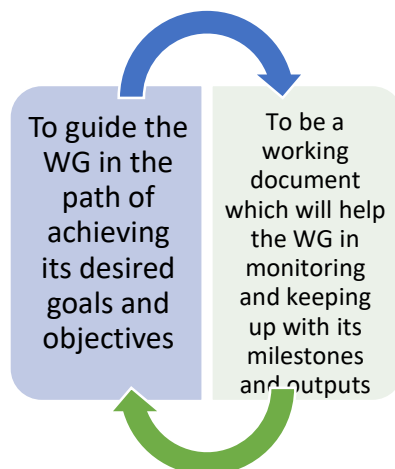 To guide the
WG in the
path of
achieving
its desired
goals and
objectives
To be a
working
document
which will help
the WG in
monitoring
and keeping
up with its
milestones
and outputs